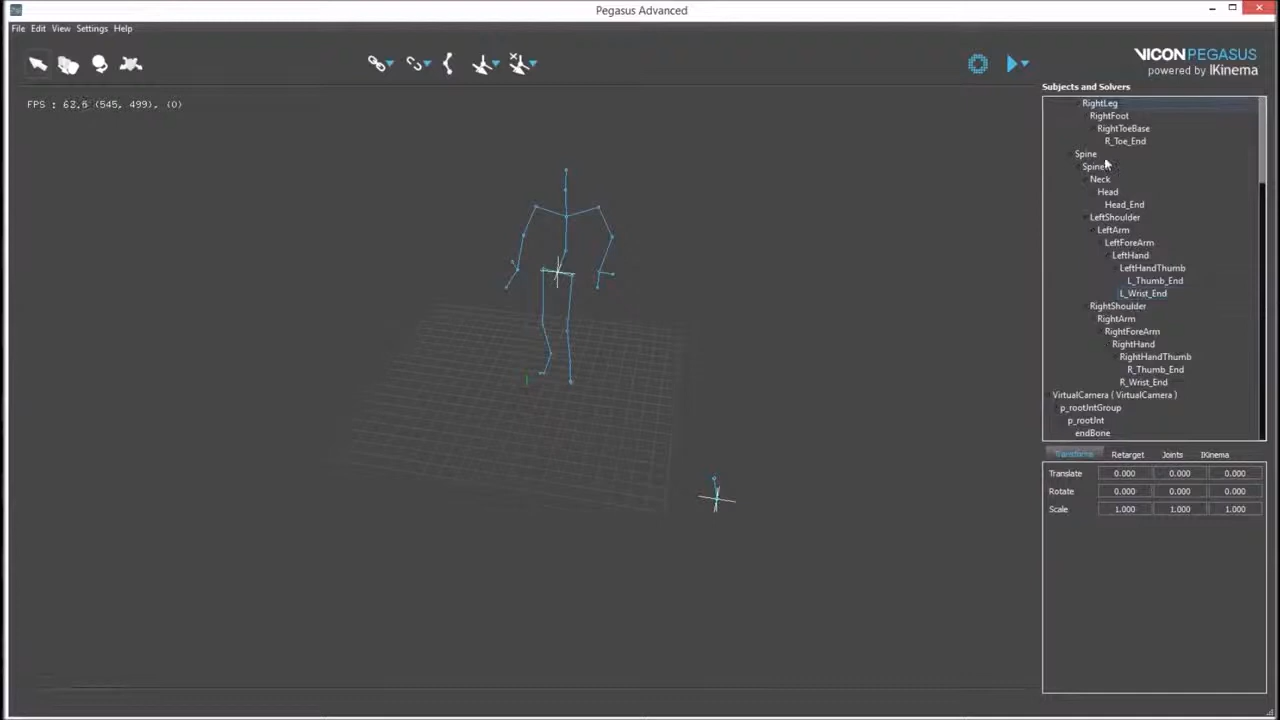 Pegasus Advanced
File Edit View Settings Help
VICON PEGASUS
powered by IKinema
Subjects and Solvers
FPS : 63.6 (545, 499), (0)
RightLeg
RightFoot
RightToeBase
R_Toe_End
Spine
Spine
Neck
Head
Head_End
LeftShoulder
LeftArm
LeftForeArm
LeftHand
LeftHandThumb
L_Thumb_End
L_Wrist_End
RightShoulder
RightArm
RightForeArm
RightHand
RightHandThumb
R_Thumb_End
R_Wrist_End
VirtualCamera ( VirtualCamera )
p_rootJntGroup
p_rootJnt
endBone
Transforms Retarget Joints IKinema
Translate 0.000 0.000 0.000
Rotate 0.000 0.000 0.000
Scale 1.000 1.000 1.000